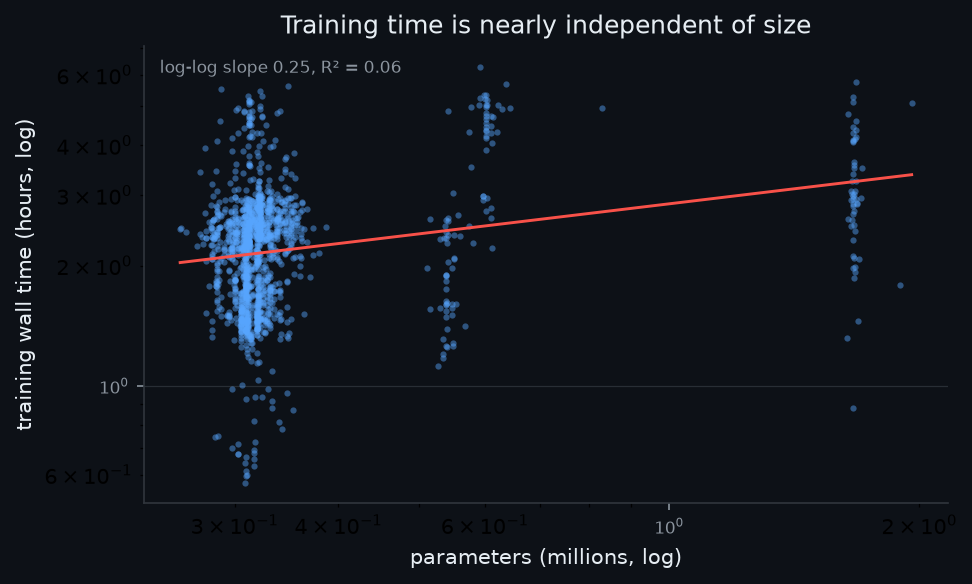 Training time is nearly independent of size
log-log slope 0.25, R² = 0.06
training wall time (hours, log)
6 × 10⁰
4 × 10⁰
3 × 10⁰
2 × 10⁰
10⁰
6 × 10⁻¹
3 × 10⁻¹ 4 × 10⁻¹ 6 × 10⁻¹ 10⁰ 2 × 10⁰
parameters (millions, log)